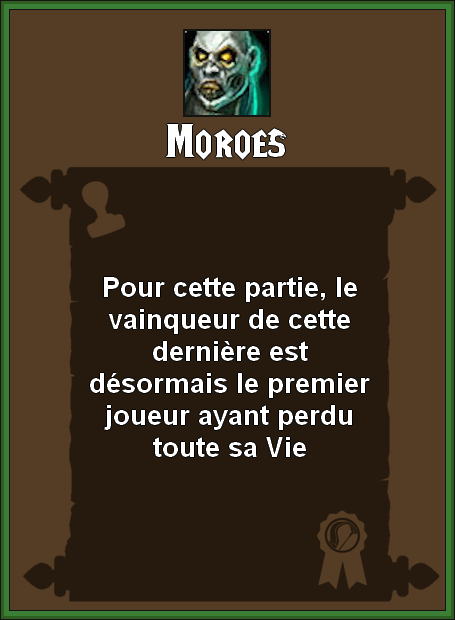 Moroes
Pour cette partie, le
vainqueur de cette
dernière est
désormais le premier
joueur ayant perdu
toute sa Vie